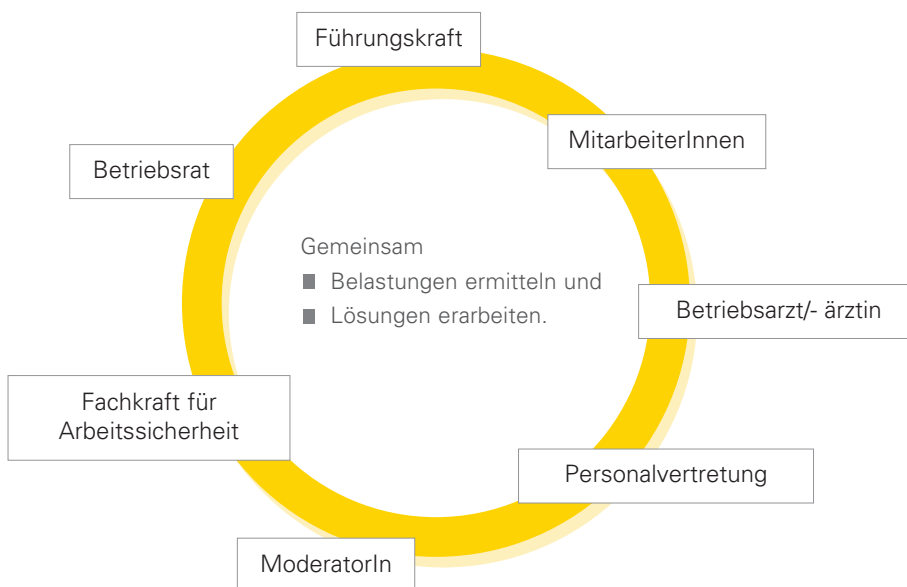 Führungskraft
MitarbeiterInnen
Betriebsrat
Gemeinsam
■ Belastungen ermitteln und
■ Lösungen erarbeiten.
Betriebsarzt/- ärztin
Fachkraft für
Arbeitssicherheit
Personalvertretung
ModeratorIn